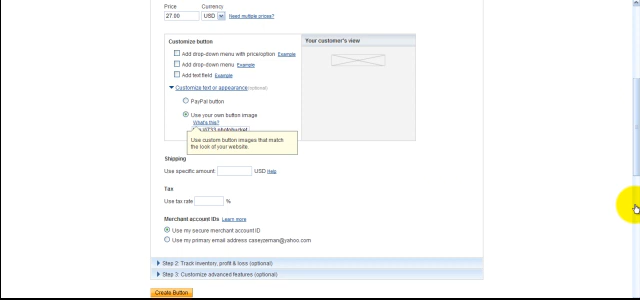 Price Currency
27.00 USD Need multiple prices?
Customize button
Your customer's view
Add drop-down menu with price/option Example
Add drop-down menu Example
Add text field Example
Customize text or appearance (optional)
PayPal button
Use your own button image
What's this?
Use custom button images that match
the look of your website.
Shipping
Use specific amount: USD Help
Tax
Use tax rate %
Merchant account IDs Learn more
Use my secure merchant account ID
Use my primary email address caseyzeman@yahoo.com
Step 2: Track inventory, profit & loss (optional)
Step 3: Customize advanced features (optional)
Create Button